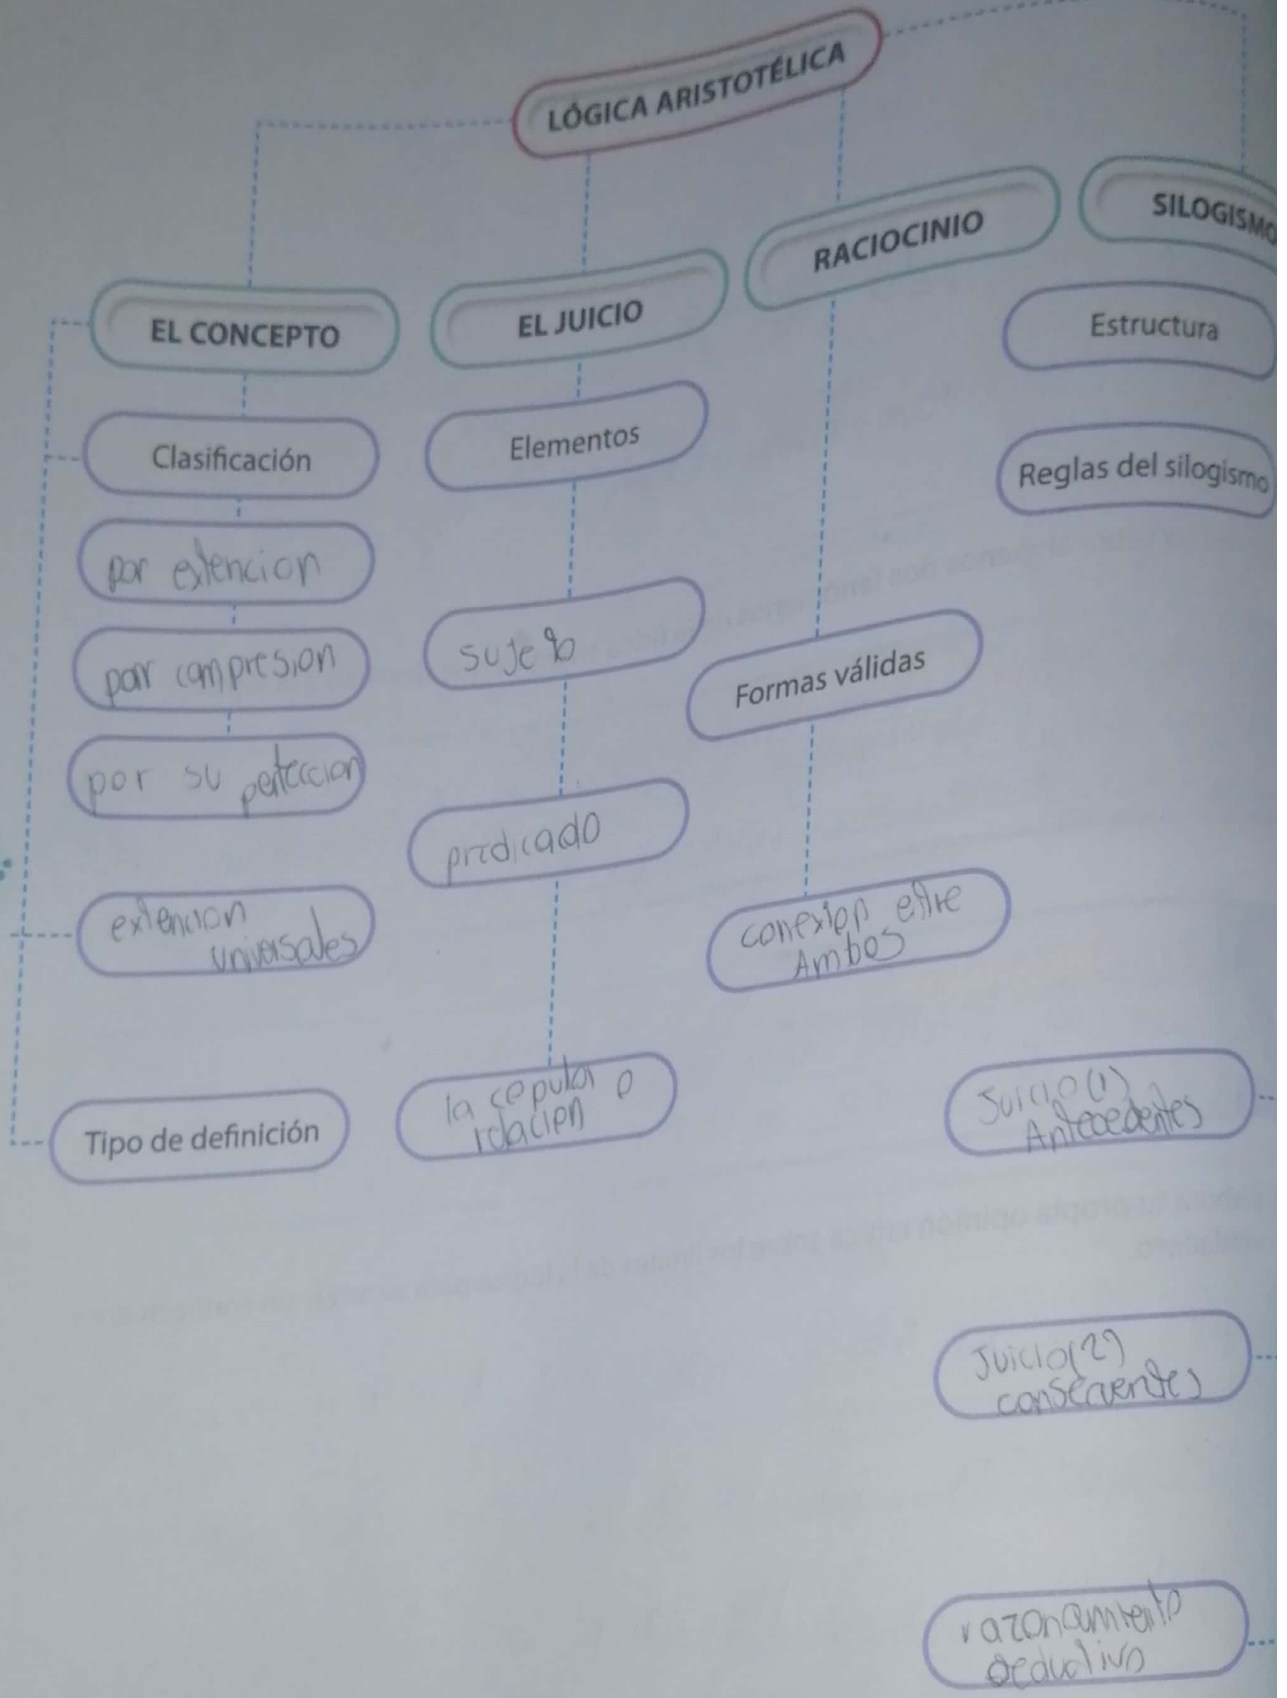 LÓGICA ARISTOTÉLICA
EL CONCEPTO
EL JUICIO
RACIOCINIO
SILOGISMO
Clasificación
Elementos
Estructura
Reglas del silogismo
por extencion
por compresion
por su perfeccion
extencion
universales
Tipo de definición
sujeto
predicado
la copula o
relacion
Formas válidas
conexion entre
Ambos
Juicio (1)
Antecedentes
Juicio (2)
consecuentes
razonamiento
deductivo